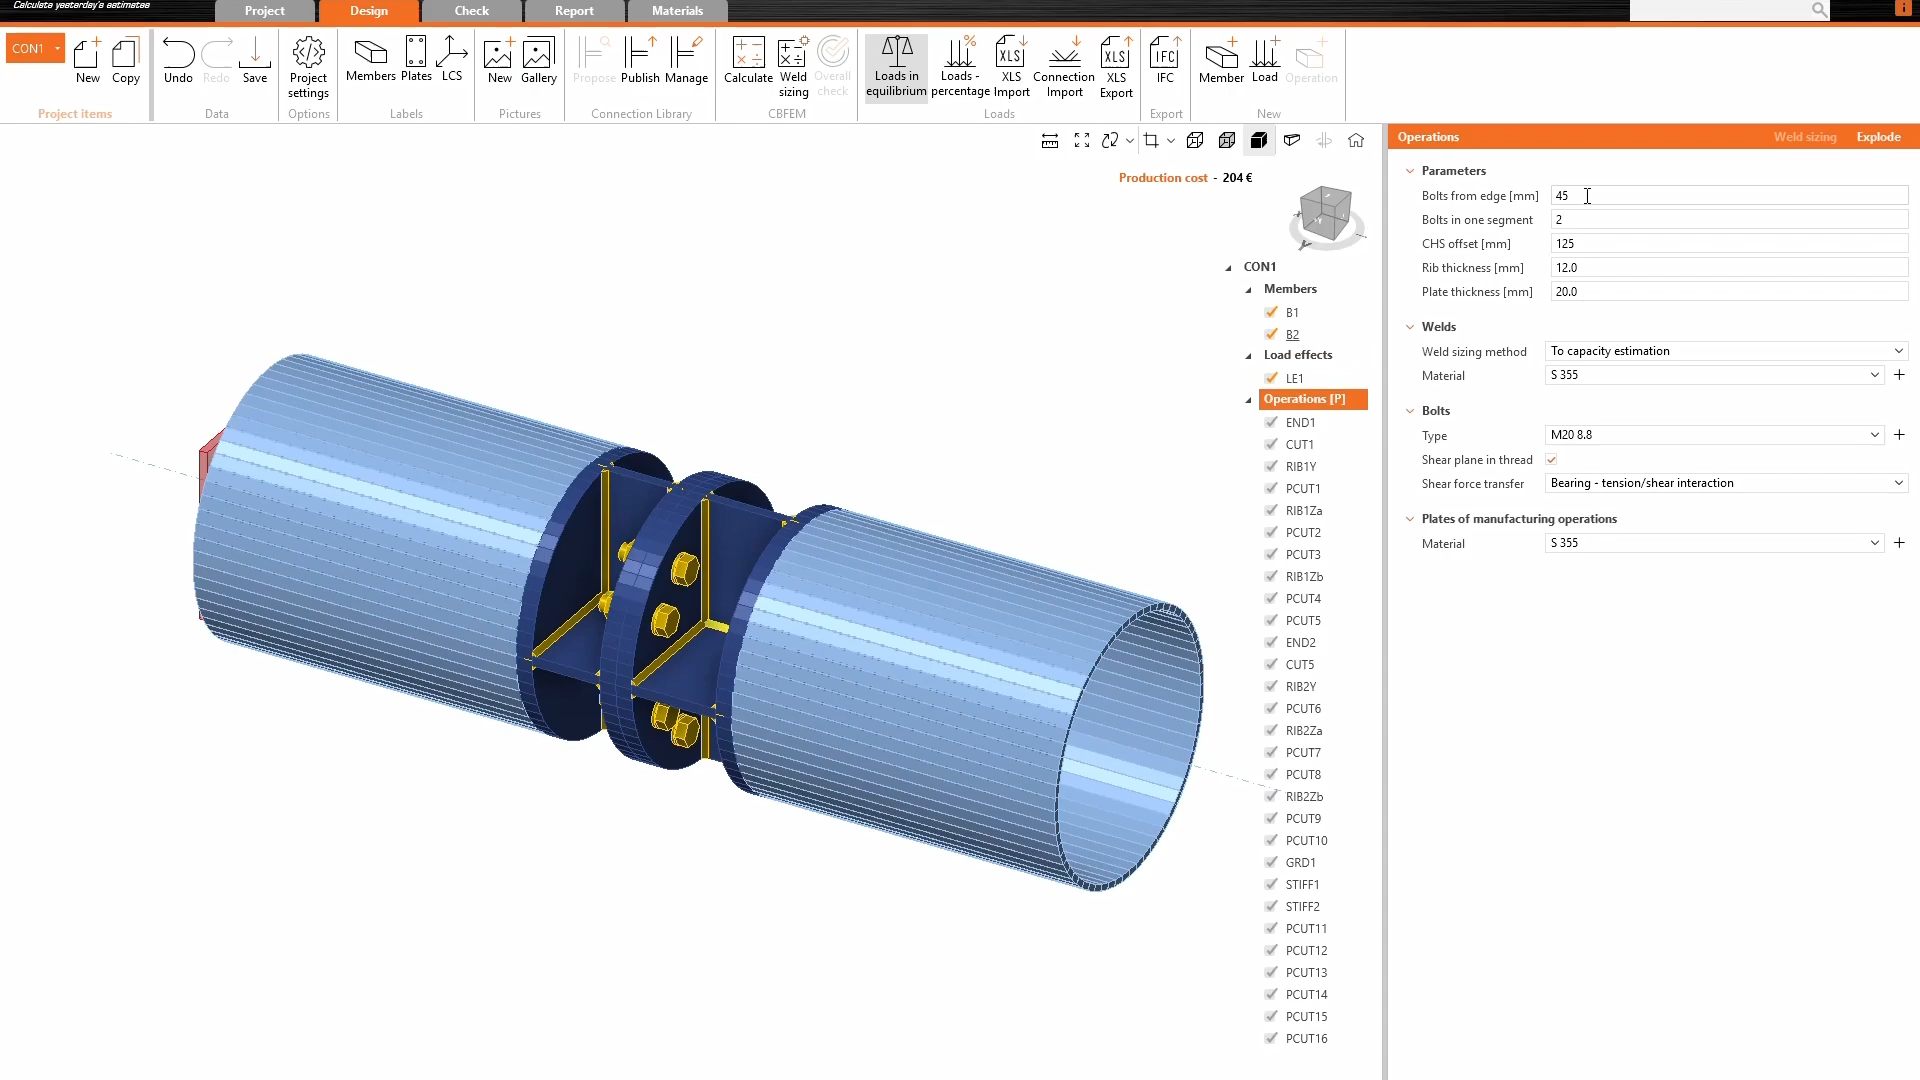 Calculate yesterday's estimates
Project
Design
Check
Report
Materials
CON1
New
Copy
Undo
Redo
Save
Project settings
Members
Plates
LCS
New
Gallery
Propose
Publish
Manage
Calculate
Weld sizing
Overall check
Loads in equilibrium
Loads - percentage
XLS Import
Connection Import
XLS Export
IFC
Member
Load
Operation
Project items
Data
Options
Labels
Pictures
Connection Library
CBFEM
Loads
Export
New
Production cost - 204 €
CON1
Members
B1
B2
Load effects
LE1
Operations [P]
END1
CUT1
RIB1Y
PCUT1
RIB1Za
PCUT2
PCUT3
RIB1Zb
PCUT4
PCUT5
END2
CUT5
RIB2Y
PCUT6
RIB2Za
PCUT7
PCUT8
RIB2Zb
PCUT9
PCUT10
GRD1
STIFF1
STIFF2
PCUT11
PCUT12
PCUT13
PCUT14
PCUT15
PCUT16
Operations Weld sizing Explode
Parameters
Bolts from edge [mm] 45
Bolts in one segment 2
CHS offset [mm] 125
Rib thickness [mm] 12.0
Plate thickness [mm] 20.0
Welds
Weld sizing method To capacity estimation
Material S 355
Bolts
Type M20 8.8
Shear plane in thread
Shear force transfer Bearing - tension/shear interaction
Plates of manufacturing operations
Material S 355